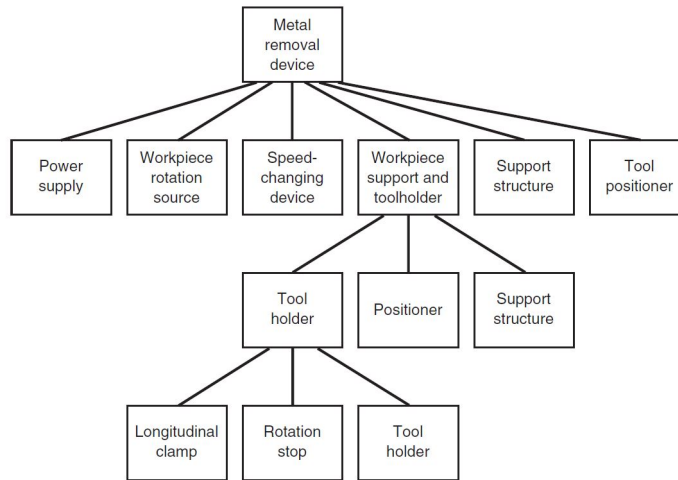 Metal
removal
device
Power
supply
Workpiece
rotation
source
Speed-
changing
device
Workpiece
support and
toolholder
Support
structure
Tool
positioner
Tool
holder
Positioner
Support
structure
Longitudinal
clamp
Rotation
stop
Tool
holder